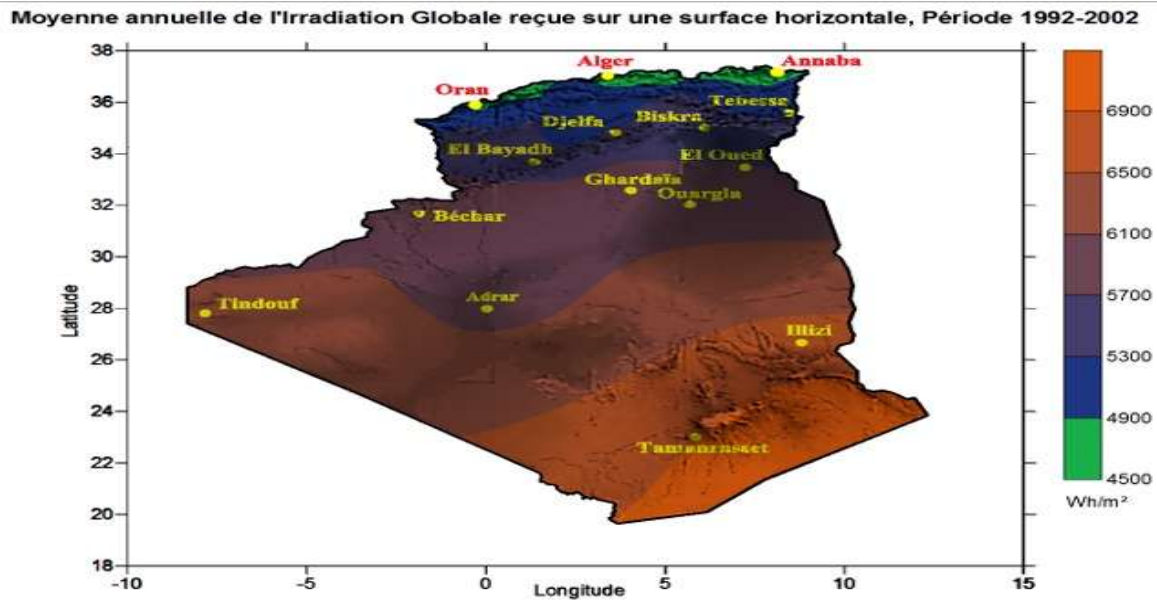 Moyenne annuelle de l'Irradiation Globale reçue sur une surface horizontale, Période 1992-2002
38
36
34
32
30
28
26
24
22
20
18
Latitude
-10 -5 0 5 10 15
Longitude
Alger
Annaba
Oran
Tebessa
Djelfa
Biskra
El Bayadh
El Oued
Ghardaïa
Ouargla
Béchar
Adrar
Tindouf
Illizi
Tamanrasset
6900
6500
6100
5700
5300
4900
4500
Wh/m²